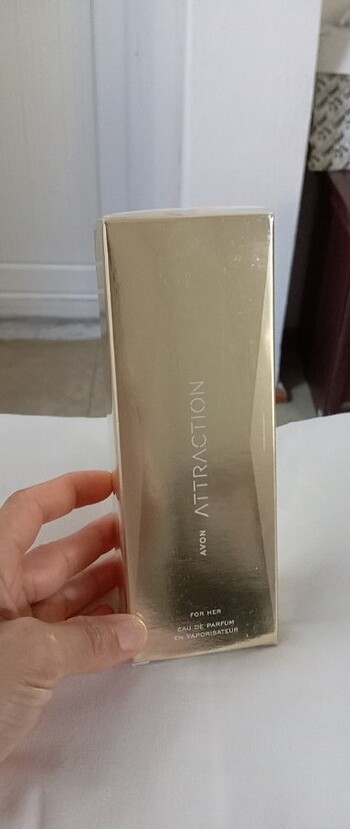 AVON ATTRACTION
FOR HER
EAU DE PARFUM
EN VAPORISATEUR